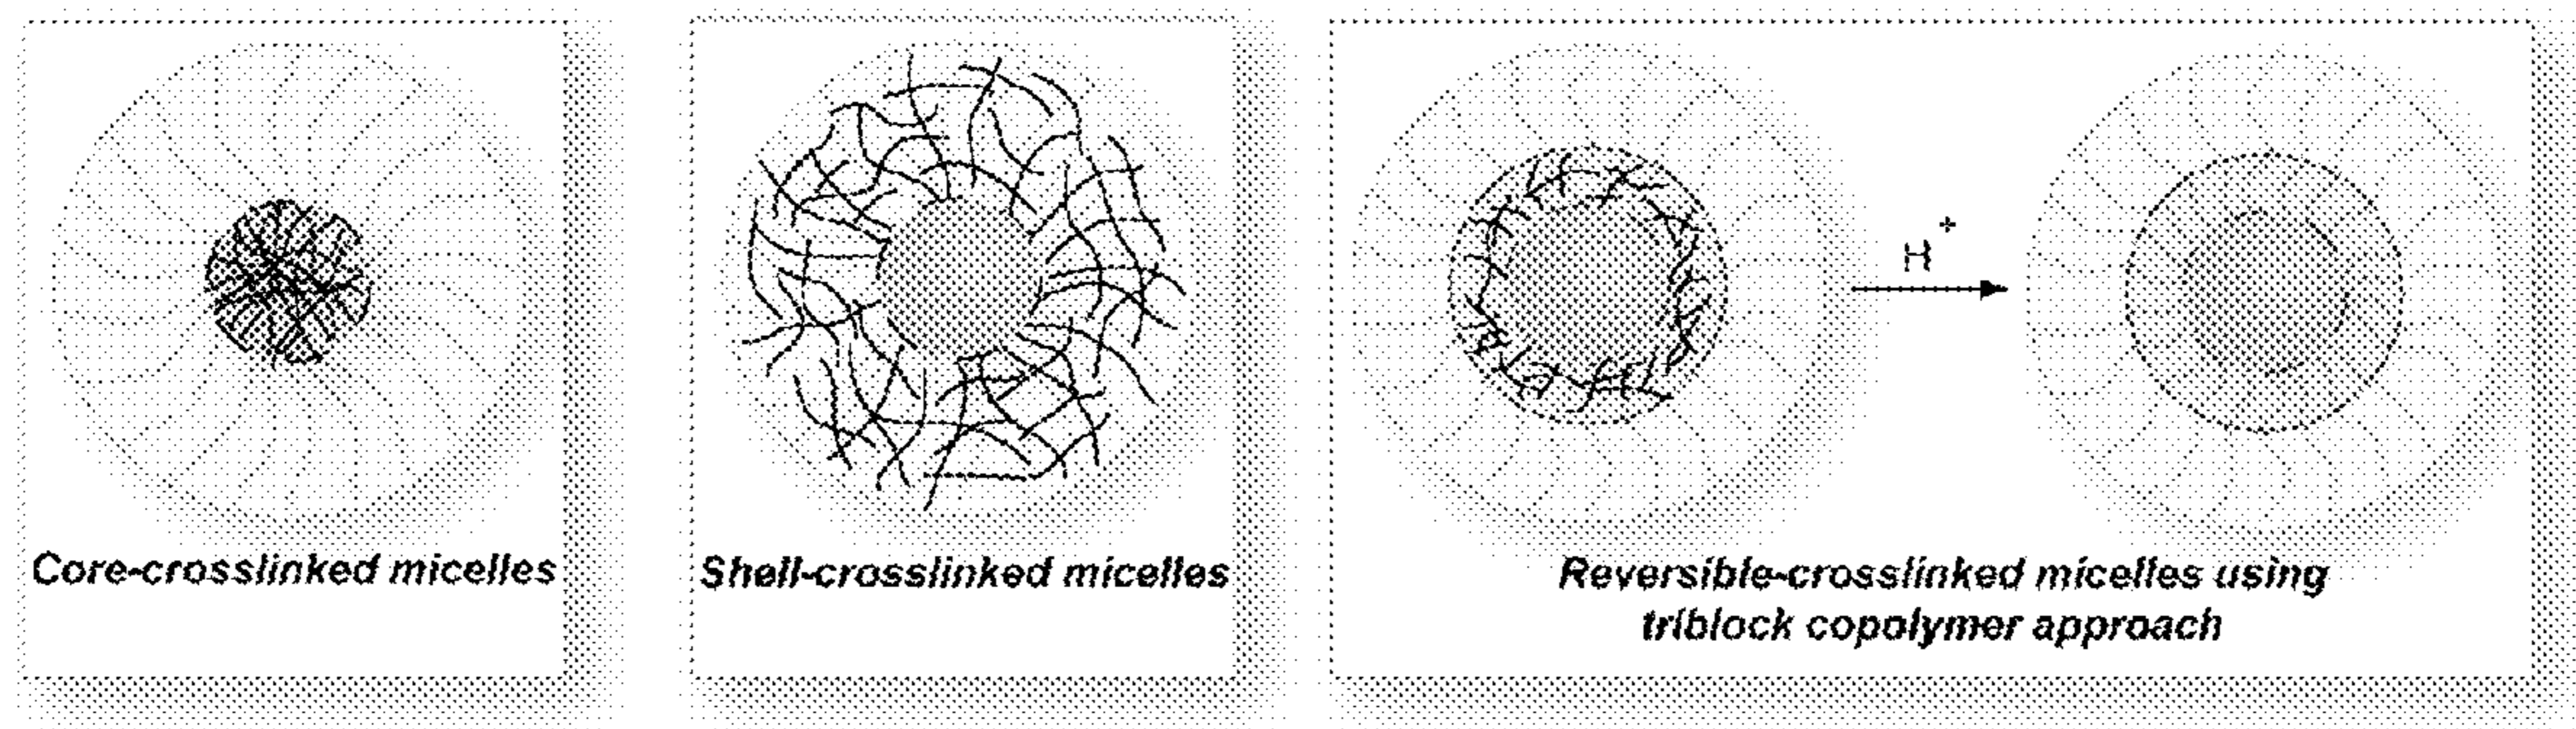 H+
Core-crosslinked micelles
Shell-crosslinked micelles
Reversible-crosslinked micelles using
triblock copolymer approach